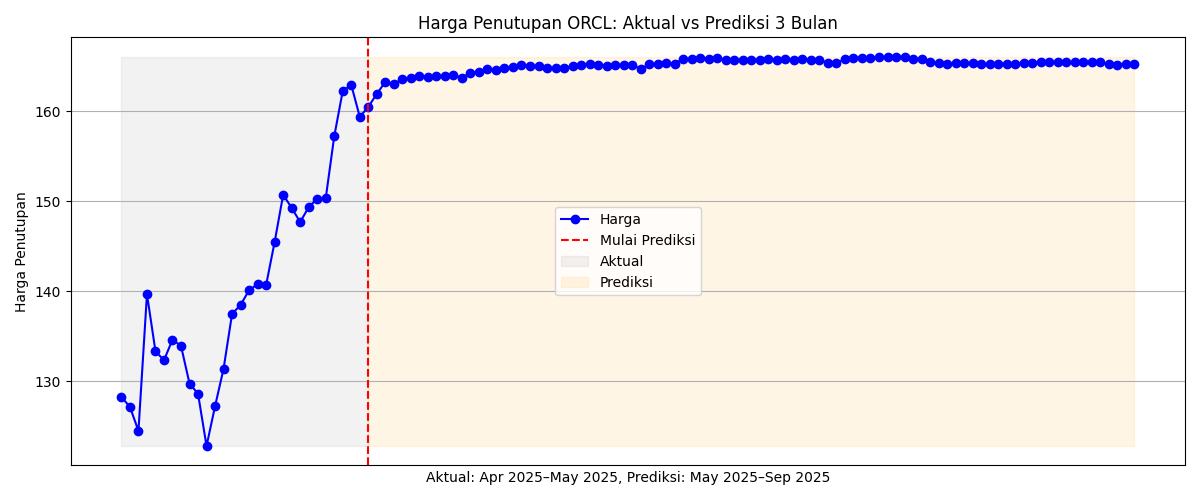 Harga Penutupan ORCL: Aktual vs Prediksi 3 Bulan
Harga Penutupan
160
150
140
130
Harga
Mulai Prediksi
Aktual
Prediksi
Aktual: Apr 2025–May 2025, Prediksi: May 2025–Sep 2025